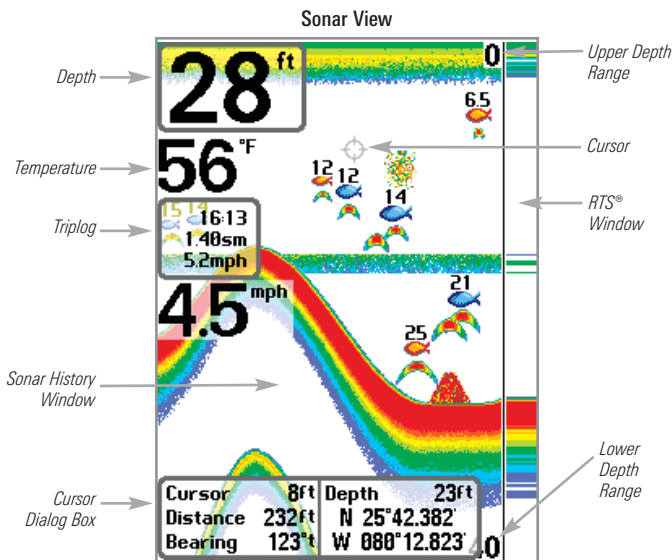 Sonar View
Depth
28 ft
0
Upper Depth
Range
6.5
Cursor
Temperature
56 °F
12
12
14
RTS®
Window
Triplog
15 14
16:13
1.40sm
5.2mph
4.5 mph
21
25
Sonar History
Window
Lower
Depth
Range
Cursor
Dialog Box
Cursor 8ft
Distance 232ft
Bearing 123°t
Depth 23ft
N 25°42.382'
W 080°12.823'
40